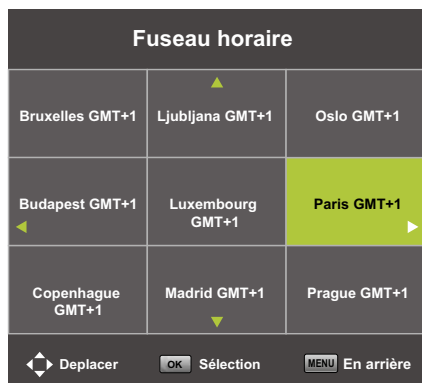 Fuseau horaire
Bruxelles GMT+1
Ljubljana GMT+1
Oslo GMT+1
Budapest GMT+1
Luxembourg
GMT+1
Paris GMT+1
Copenhague
GMT+1
Madrid GMT+1
Prague GMT+1
Deplacer
OK Sélection
MENU En arrière